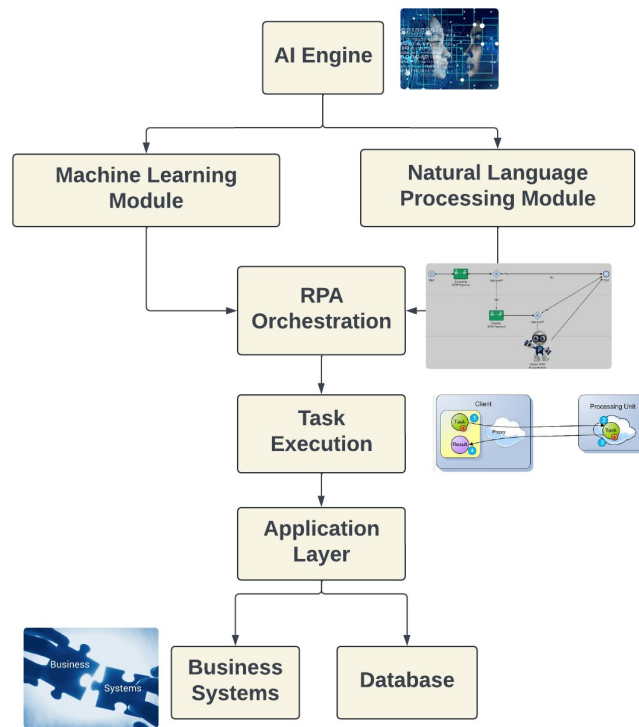 AI Engine
Machine Learning
Module
Natural Language
Processing Module
RPA
Orchestration
Task
Execution
Client
Task
Proxy
Result
Processing Unit
Task
Application
Layer
Business
Systems
Business
Systems
Database